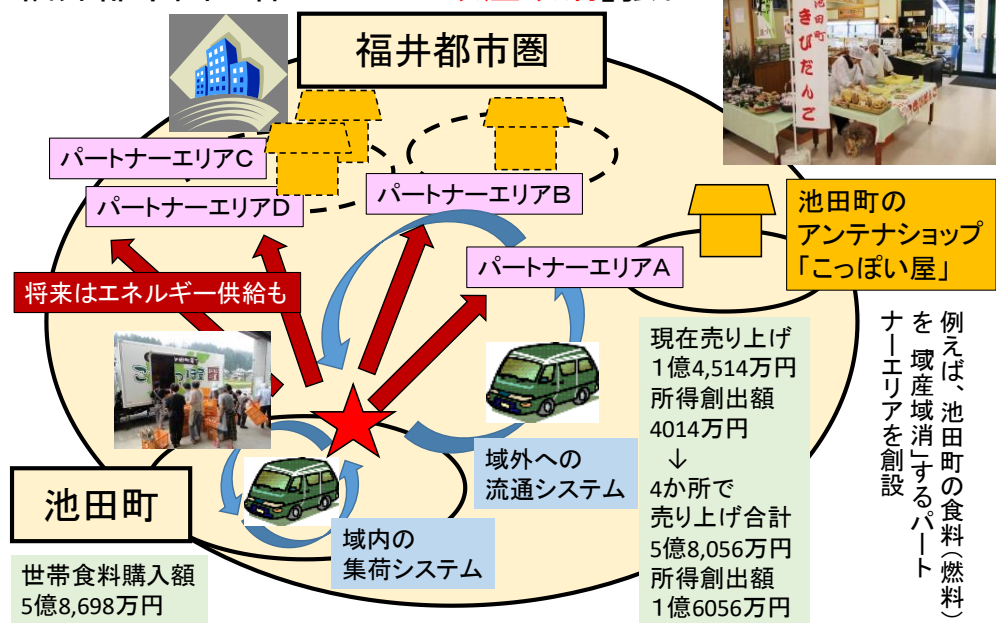 福井都市圏
池田町
きびだんご
パートナーエリアC
パートナーエリアD
パートナーエリアB
パートナーエリアA
池田町の
アンテナショップ
「こっぽい屋」
将来はエネルギー供給も
現在売り上げ
1億4,514万円
所得創出額
4014万円
↓
4か所で
売り上げ合計
5億8,056万円
所得創出額
1億6056万円
例えば、池田町の食料（燃料）
を 域産域消」するパート
ナーエリアを創設
域外への
流通システム
域内の
集荷システム
池田町
世帯食料購入額
5億8,698万円